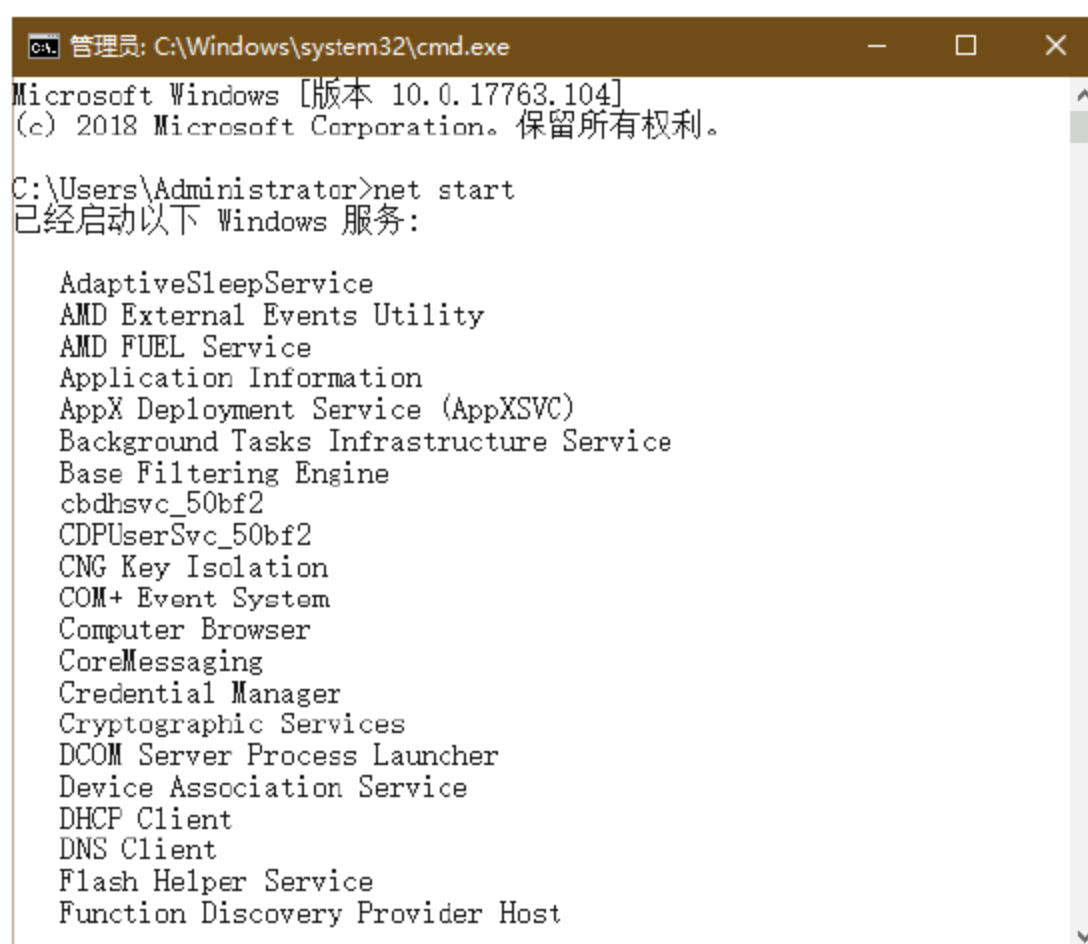 管理员: C:\Windows\system32\cmd.exe
Microsoft Windows [版本 10.0.17763.104]
(c) 2018 Microsoft Corporation。保留所有权利。
C:\Users\Administrator>net start
已经启动以下 Windows 服务:
AdaptiveSleepService
AMD External Events Utility
AMD FUEL Service
Application Information
AppX Deployment Service (AppXSVC)
Background Tasks Infrastructure Service
Base Filtering Engine
cbdhsvc_50bf2
CDPUserSvc_50bf2
CNG Key Isolation
COM+ Event System
Computer Browser
CoreMessaging
Credential Manager
Cryptographic Services
DCOM Server Process Launcher
Device Association Service
DHCP Client
DNS Client
Flash Helper Service
Function Discovery Provider Host